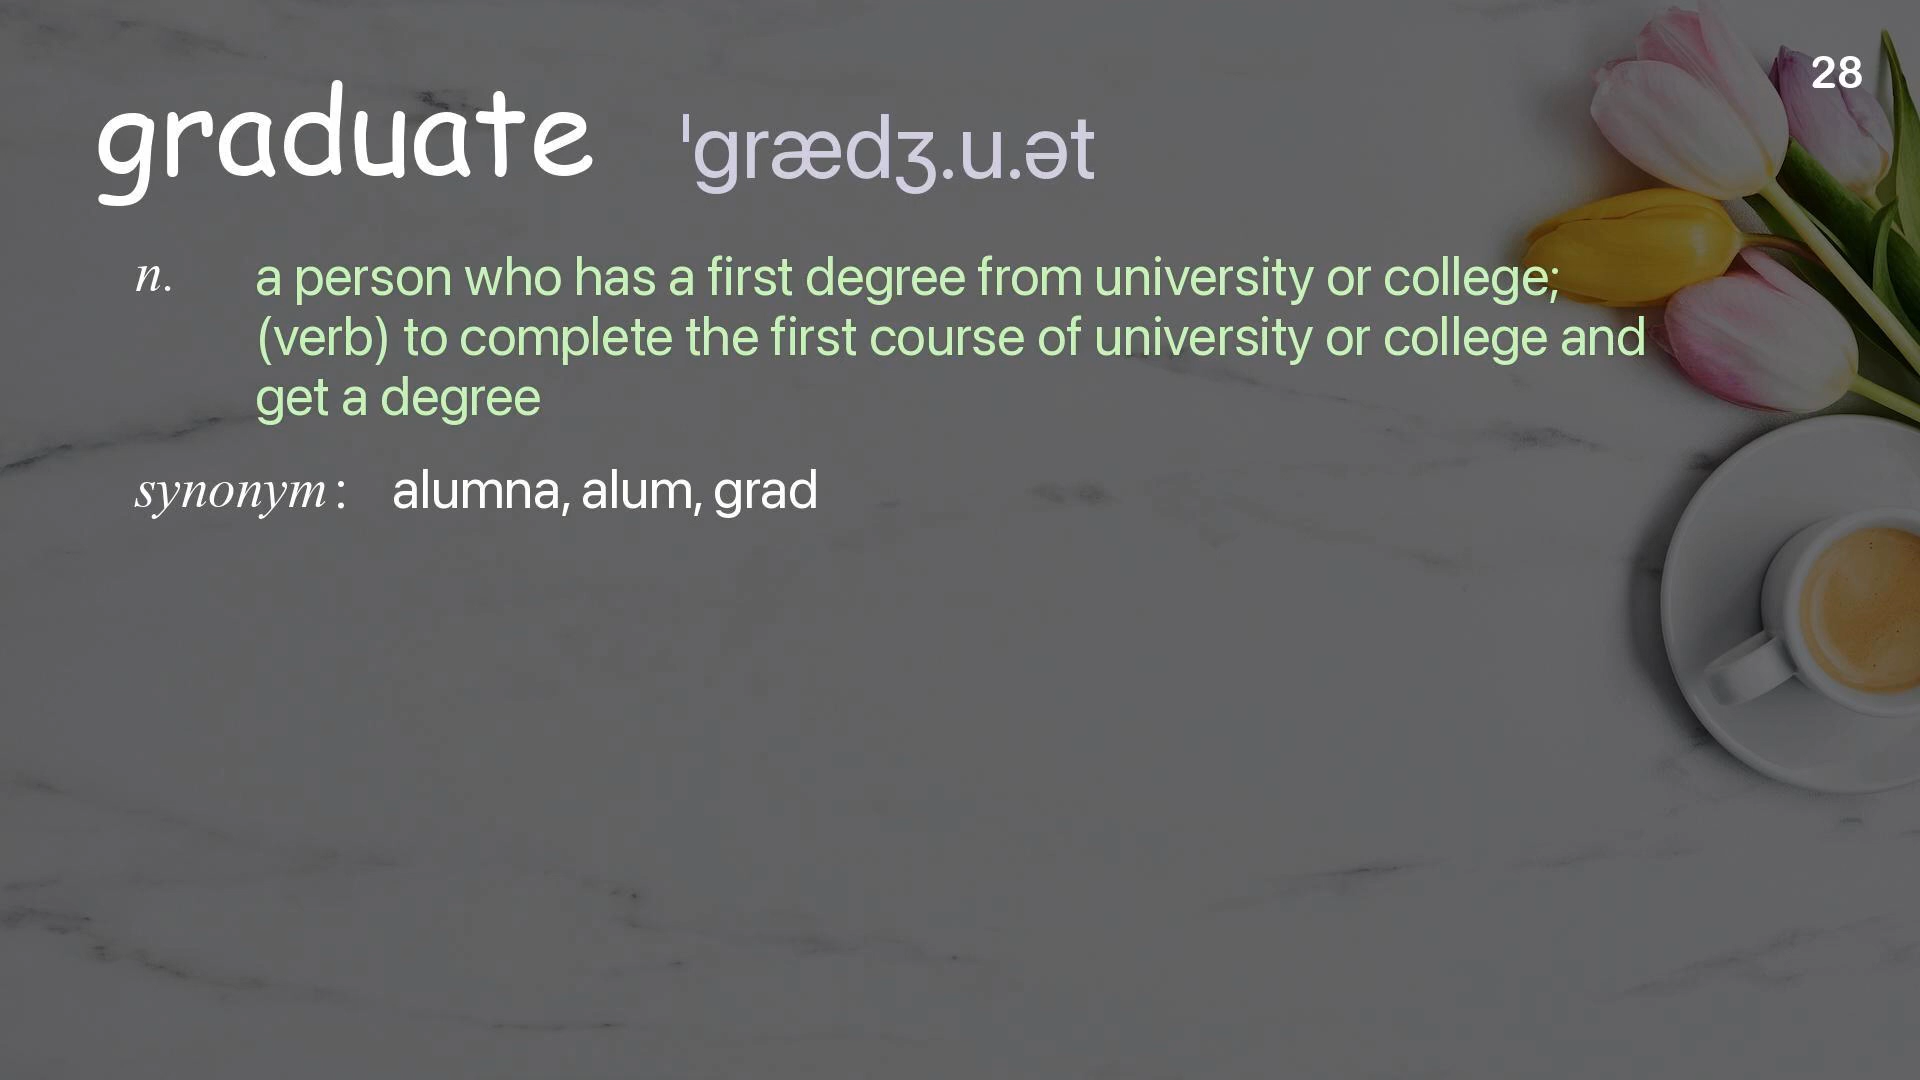 28
graduate ˈɡrædʒ.u.ət
n. a person who has a first degree from university or college;
(verb) to complete the first course of university or college and
get a degree
synonym : alumna, alum, grad